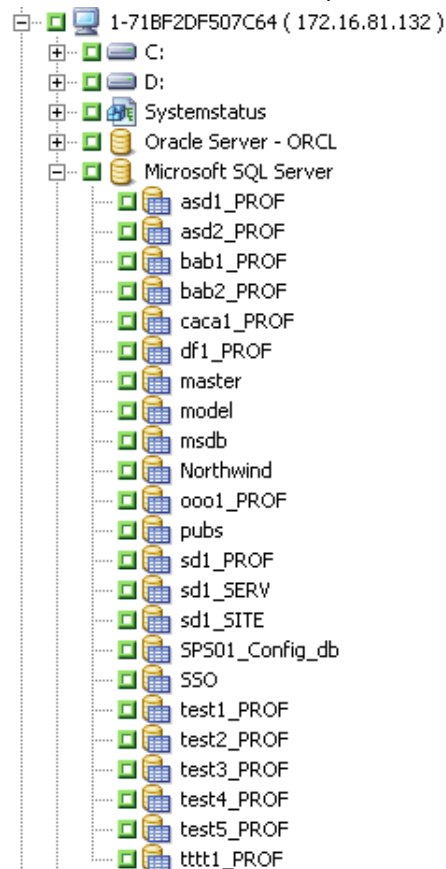 1-71BF2DF507C64 ( 172.16.81.132 )
C:
D:
Systemstatus
Oracle Server - ORCL
Microsoft SQL Server
asd1_PROF
asd2_PROF
bab1_PROF
bab2_PROF
caca1_PROF
df1_PROF
master
model
msdb
Northwind
ooo1_PROF
pubs
sd1_PROF
sd1_SERV
sd1_SITE
SPS01_Config_db
SSO
test1_PROF
test2_PROF
test3_PROF
test4_PROF
test5_PROF
tttt1_PROF